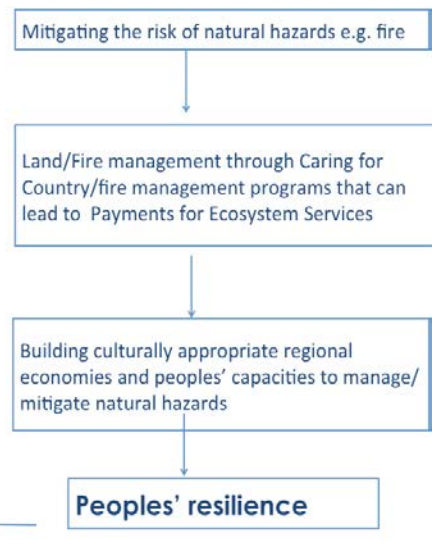 Mitigating the risk of natural hazards e.g. fire
Land/Fire management through Caring for
Country/fire management programs that can
lead to Payments for Ecosystem Services
Building culturally appropriate regional
economies and peoples’ capacities to manage/
mitigate natural hazards
Peoples’ resilience